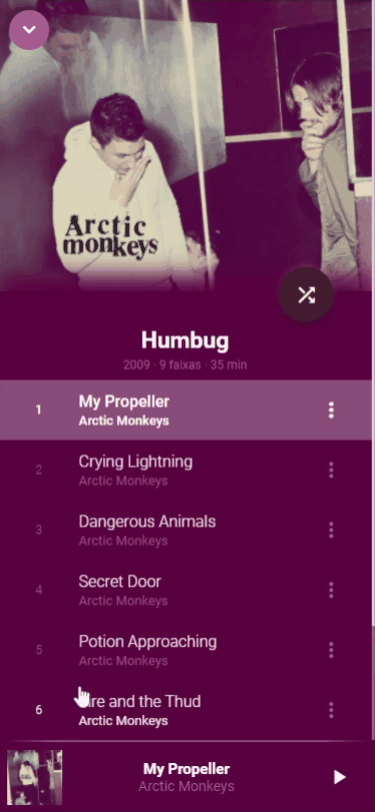 Arctic
monkeys
Humbug
2009 · 9 faixas · 35 min
1
My Propeller
Arctic Monkeys
2
Crying Lightning
Arctic Monkeys
3
Dangerous Animals
Arctic Monkeys
4
Secret Door
Arctic Monkeys
5
Potion Approaching
Arctic Monkeys
6
ire and the Thud
Arctic Monkeys
My Propeller
Arctic Monkeys